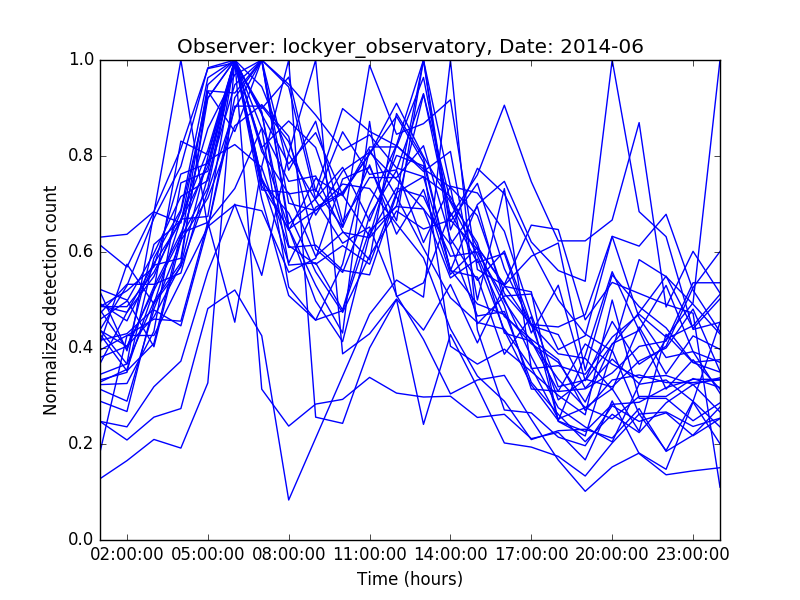 Observer: lockyer_observatory, Date: 2014-06
1.0
0.8
0.6
0.4
0.2
0.0
Normalized detection count
02:00:00 05:00:00 08:00:00 11:00:00 14:00:00 17:00:00 20:00:00 23:00:00
Time (hours)